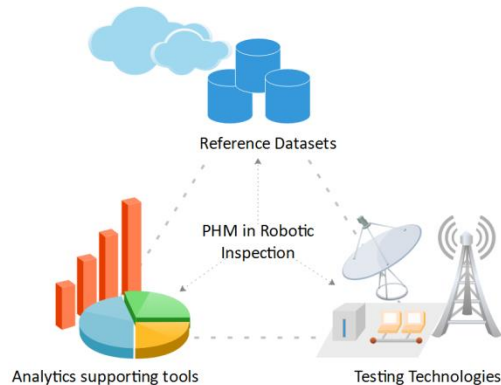 Reference Datasets
PHM in Robotic
Inspection
Analytics supporting tools
Testing Technologies